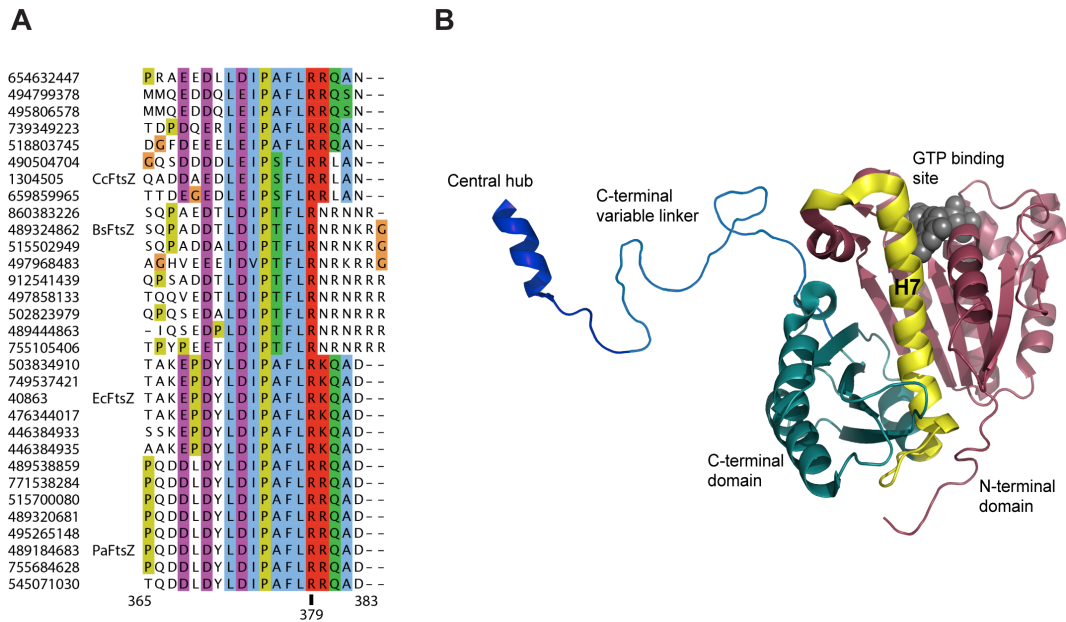 A
B
654632447 PRAEEDLLDIPAFLRRQAN--
494799378 MMQEDDQLEIPAFLRRQSN--
495806578 MMQEDDQLEIPAFLRRQSN--
739349223 TDPDQERIEIPAFLRRQAN--
518803745 DGFDEEELEIPAFLRRQAN--
490504704 GQSDDDDLEIPSFLRRLAN--
1304505 CcFtsZ QADDAEDLEIPSFLRRLAN--
659859965 TTDEGEDLEIPSFLRRLAN--
860383226 SQPAEDTLDIPTFLRNRNNR-
489324862 BsFtsZ SQPADDTLDIPTFLRNRNKRG
515502949 SQPADDALDIPTFLRNRNKRG
497968483 AGHVEEEIDVPTFLRNRKRRG
912541439 QPSADDTLDIPTFLRNRNRRR
497858133 TQQVEDTLDIPTFLRNRNRRR
502823979 QPQSEDALDIPTFLRNRNRRR
489444863 -IQSEDPLDIPTFLRNRNRRR
755105406 TPYPEETLDIPTFLRNRNRRR
503834910 TAKEPDYLDIPAFLRKQAD--
749537421 TAKEPDYLDIPAFLRKQAD--
40863 EcFtsZ TAKEPDYLDIPAFLRKQAD--
476344017 TAKEPDYLDIPAFLRKQAD--
446384933 SSKEPDYLDIPAFLRKQAD--
446384935 AAKEPDYLDIPAFLRKQAD--
489538859 PQDDLDYLDIPAFLRRQAD--
771538284 PQDDLDYLDIPAFLRRQAD--
515700080 PQDDLDYLDIPAFLRRQAD--
489320681 PQDDLDYLDIPAFLRRQAD--
495265148 PQDDLDYLDIPAFLRRQAD--
489184683 PaFtsZ PQDDLDYLDIPAFLRRQAD--
755684628 PQDDLDYLDIPAFLRRQAD--
545071030 TQDDLDYLDIPAFLRRQAD--
365 383
379
Central hub
C-terminal
variable linker
GTP binding
site
H7
C-terminal
domain
N-terminal
domain